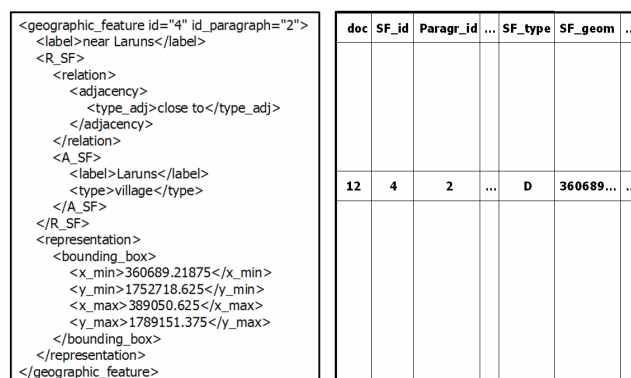 <geographic_feature id="4" id_paragraph="2">
<label>near Laruns</label>
<R_SF>
<relation>
<adjacency>
<type_adj>close to</type_adj>
</adjacency>
</relation>
<A_SF>
<label>Laruns</label>
<type>village</type>
</A_SF>
</R_SF>
<representation>
<bounding_box>
<x_min>360689.21875</x_min>
<y_min>1752718.625</y_min>
<x_max>389050.625</x_max>
<y_max>1789151.375</y_max>
</bounding_box>
</representation>
</geographic_feature>
doc SF_id Paragr_id ... SF_type SF_geom ..
12 4 2 ... D 360689... ..